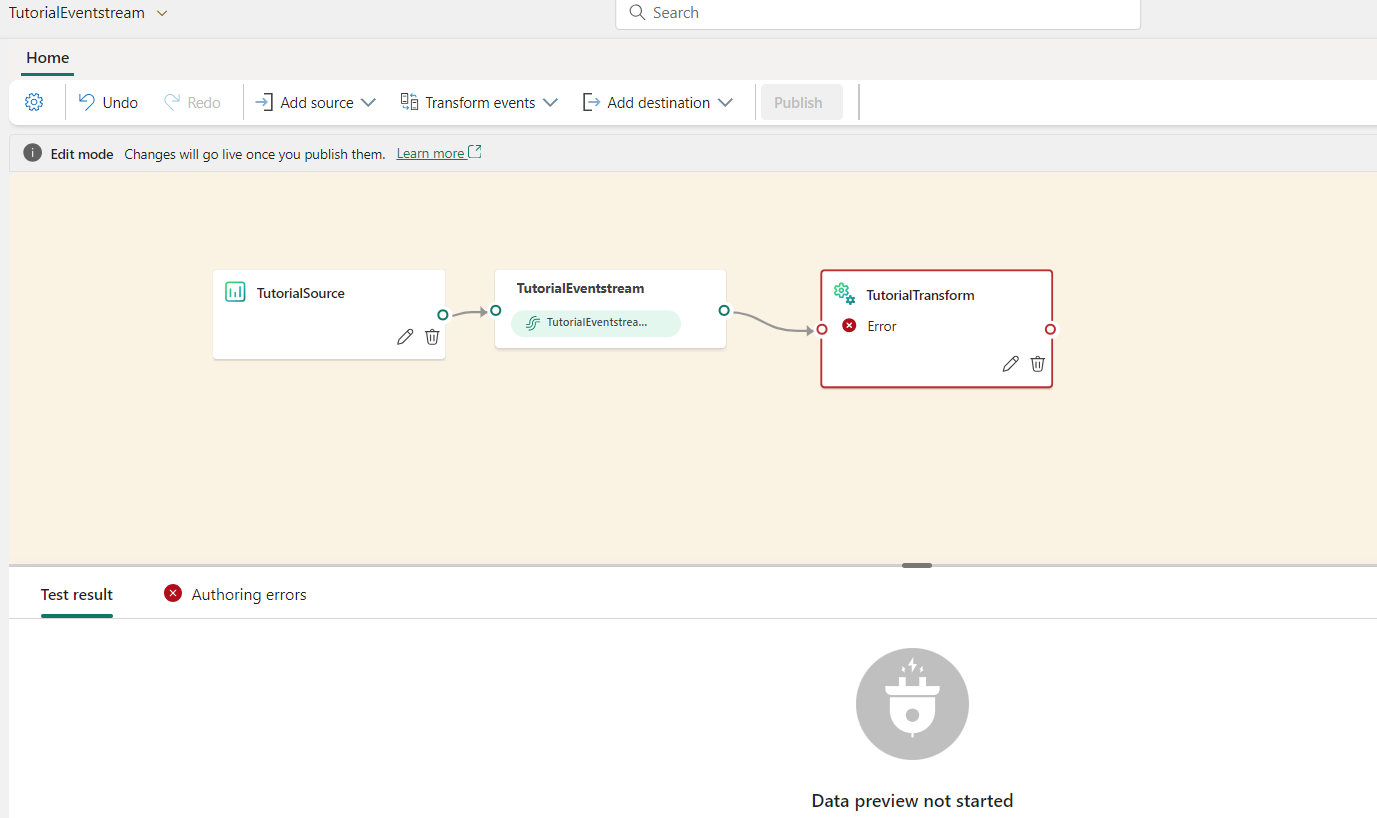 TutorialEventstream
Search
Home
Undo
Redo
Add source
Transform events
Add destination
Publish
Edit mode Changes will go live once you publish them. Learn more
TutorialSource
TutorialEventstream
TutorialEventstrea...
TutorialTransform
Error
Test result
Authoring errors
Data preview not started